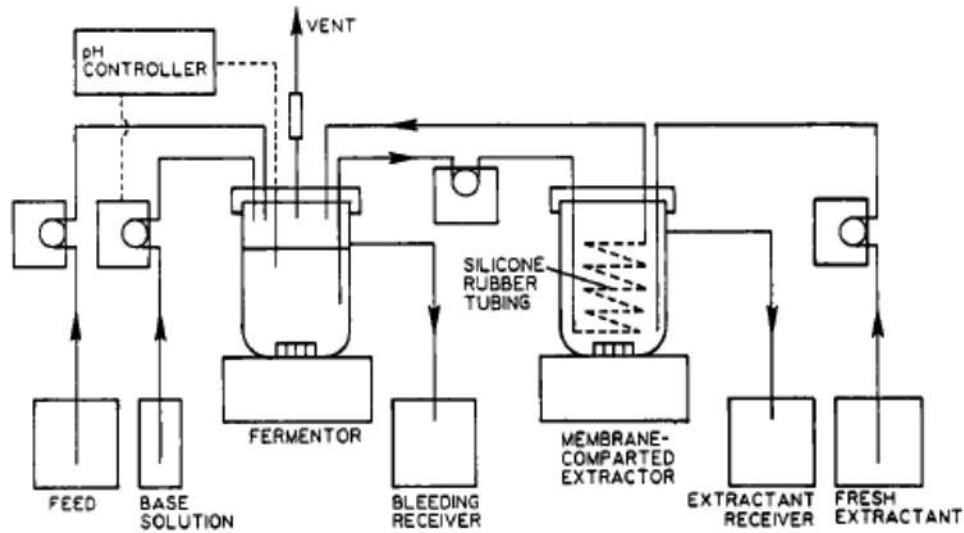 VENT
pH
CONTROLLER
SILICONE
RUBBER
TUBING
FERMENTOR
MEMBRANE-
COMPARTED
EXTRACTOR
FEED
BASE
SOLUTION
BLEEDING
RECEIVER
EXTRACTANT
RECEIVER
FRESH
EXTRACTANT